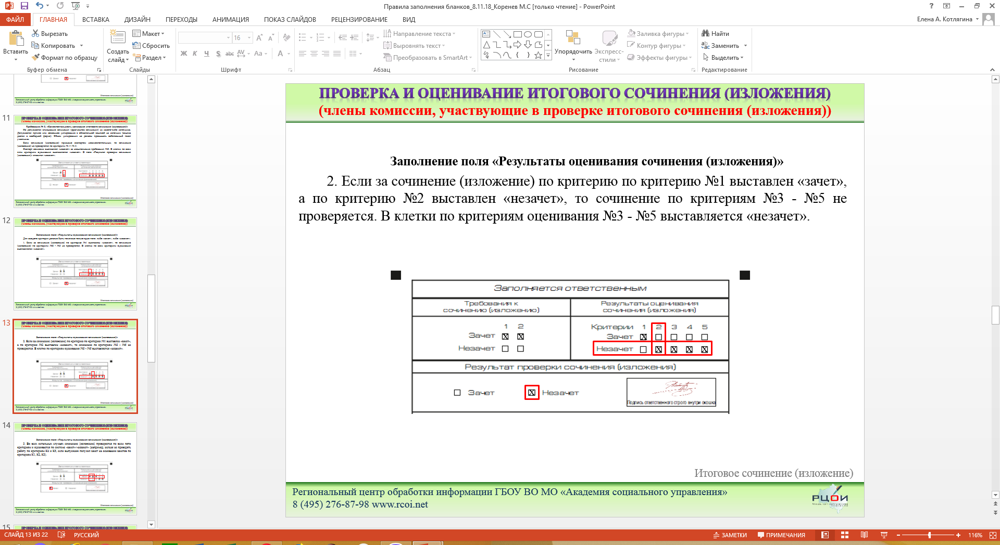 Правила заполнения бланков_8.11.18_Коренев М.С [только чтение] - PowerPoint
ФАЙЛ ГЛАВНАЯ ВСТАВКА ДИЗАЙН ПЕРЕХОДЫ АНИМАЦИЯ ПОКАЗ СЛАЙДОВ РЕЦЕНЗИРОВАНИЕ ВИД Елена А. Котлягина
Вставить
Вырезать
Копировать
Формат по образцу
Буфер обмена
Создать слайд
Макет
Сбросить
Раздел
Слайды
16
Ж К Ч S abc AV Aa A
Шрифт
Направление текста
Выровнять текст
Преобразовать в SmartArt
Абзац
Упорядочить
Экспресс-стили
Заливка фигуры
Контур фигуры
Эффекты фигуры
Рисование
Найти
Заменить
Выделить
Редактирование
11
12
13
14
15
ПРОВЕРКА И ОЦЕНИВАНИЕ ИТОГОВОГО СОЧИНЕНИЯ (ИЗЛОЖЕНИЯ)
(члены комиссии, участвующие в проверке итогового сочинения (изложения))
Заполнение поля «Результаты оценивания сочинения (изложения)»
2. Если за сочинение (изложение) по критерию по критерию №1 выставлен «зачет»,
а по критерию №2 выставлен «незачет», то сочинение по критериям №3 - №5 не
проверяется. В клетки по критериям оценивания №3 - №5 выставляется «незачет».
Заполняется ответственным
Требования к
сочинению (изложению)
Результаты оценивания
сочинения (изложения)
1 2
Зачет
Незачет
Критерии 1 2 3 4 5
Зачет
Незачет
Результат проверки сочинения (изложения)
Зачет Незачет
Подпись ответственного строго внутри окошка
Итоговое сочинение (изложение)
Региональный центр обработки информации ГБОУ ВО МО «Академия социального управления»
8 (495) 276-87-98 www.rcoi.net
РЦОИ
СЛАЙД 13 ИЗ 22 РУССКИЙ ЗАМЕТКИ ПРИМЕЧАНИЯ 116%